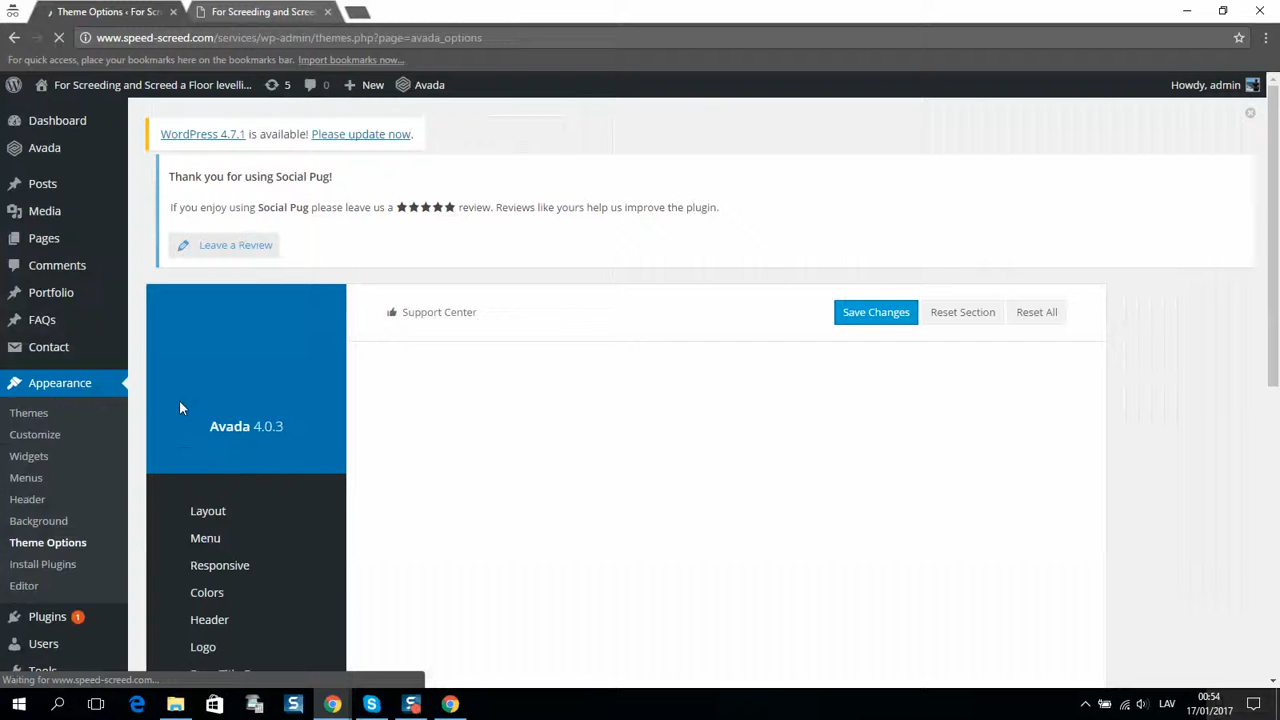 Theme Options ‹ For Scre
For Screeding and Screed
www.speed-screed.com/services/wp-admin/themes.php?page=avada_options
For quick access, place your bookmarks here on the bookmarks bar. Import bookmarks now...
For Screeding and Screed a Floor levelli... 5 0 New Avada Howdy, admin
Dashboard
Avada
Posts
Media
Pages
Comments
Portfolio
FAQs
Contact
Appearance
Themes
Customize
Widgets
Menus
Header
Background
Theme Options
Install Plugins
Editor
Plugins 1
Users
Tools
WordPress 4.7.1 is available! Please update now.
Thank you for using Social Pug!
If you enjoy using Social Pug please leave us a ★★★★★ review. Reviews like yours help us improve the plugin.
Leave a Review
Support Center
Save Changes Reset Section Reset All
Avada 4.0.3
Layout
Menu
Responsive
Colors
Header
Logo
Waiting for www.speed-screed.com...
LAV
00:54
17/01/2017